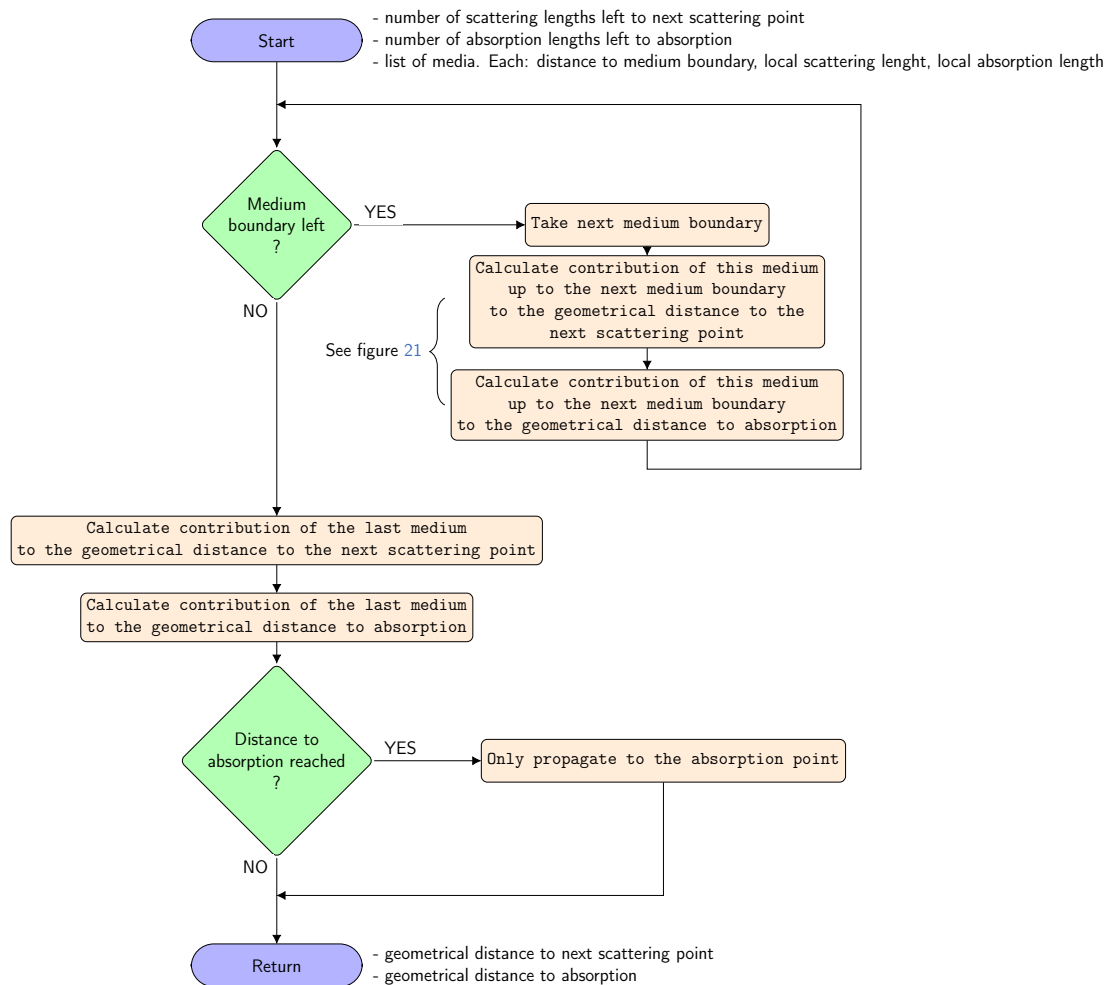 Start
- number of scattering lengths left to next scattering point
- number of absorption lengths left to absorption
- list of media. Each: distance to medium boundary, local scattering lenght, local absorption length
Medium
boundary left
?
YES
Take next medium boundary
Calculate contribution of this medium
up to the next medium boundary
to the geometrical distance to the
next scattering point
NO
See figure 21
Calculate contribution of this medium
up to the next medium boundary
to the geometrical distance to absorption
Calculate contribution of the last medium
to the geometrical distance to the next scattering point
Calculate contribution of the last medium
to the geometrical distance to absorption
Distance to
absorption reached
?
YES
Only propagate to the absorption point
NO
Return
- geometrical distance to next scattering point
- geometrical distance to absorption